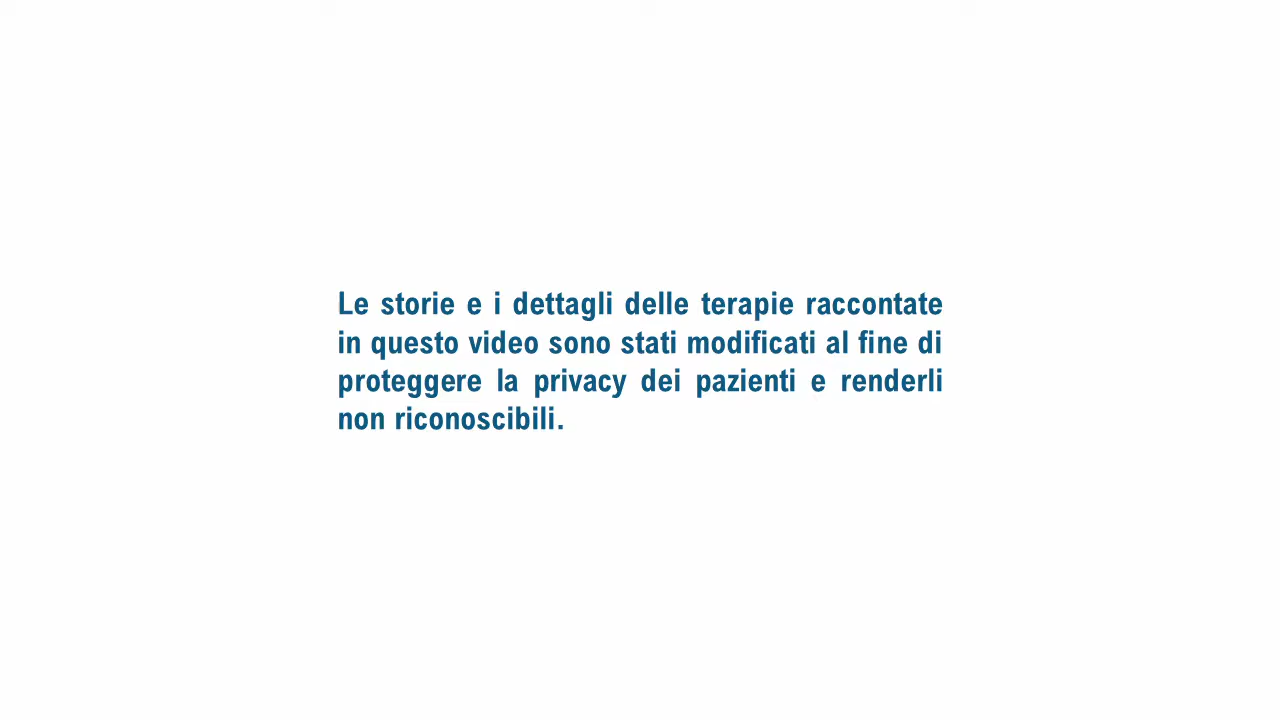 Le storie e i dettagli delle terapie raccontate
in questo video sono stati modificati al fine di
proteggere la privacy dei pazienti e renderli
non riconoscibili.